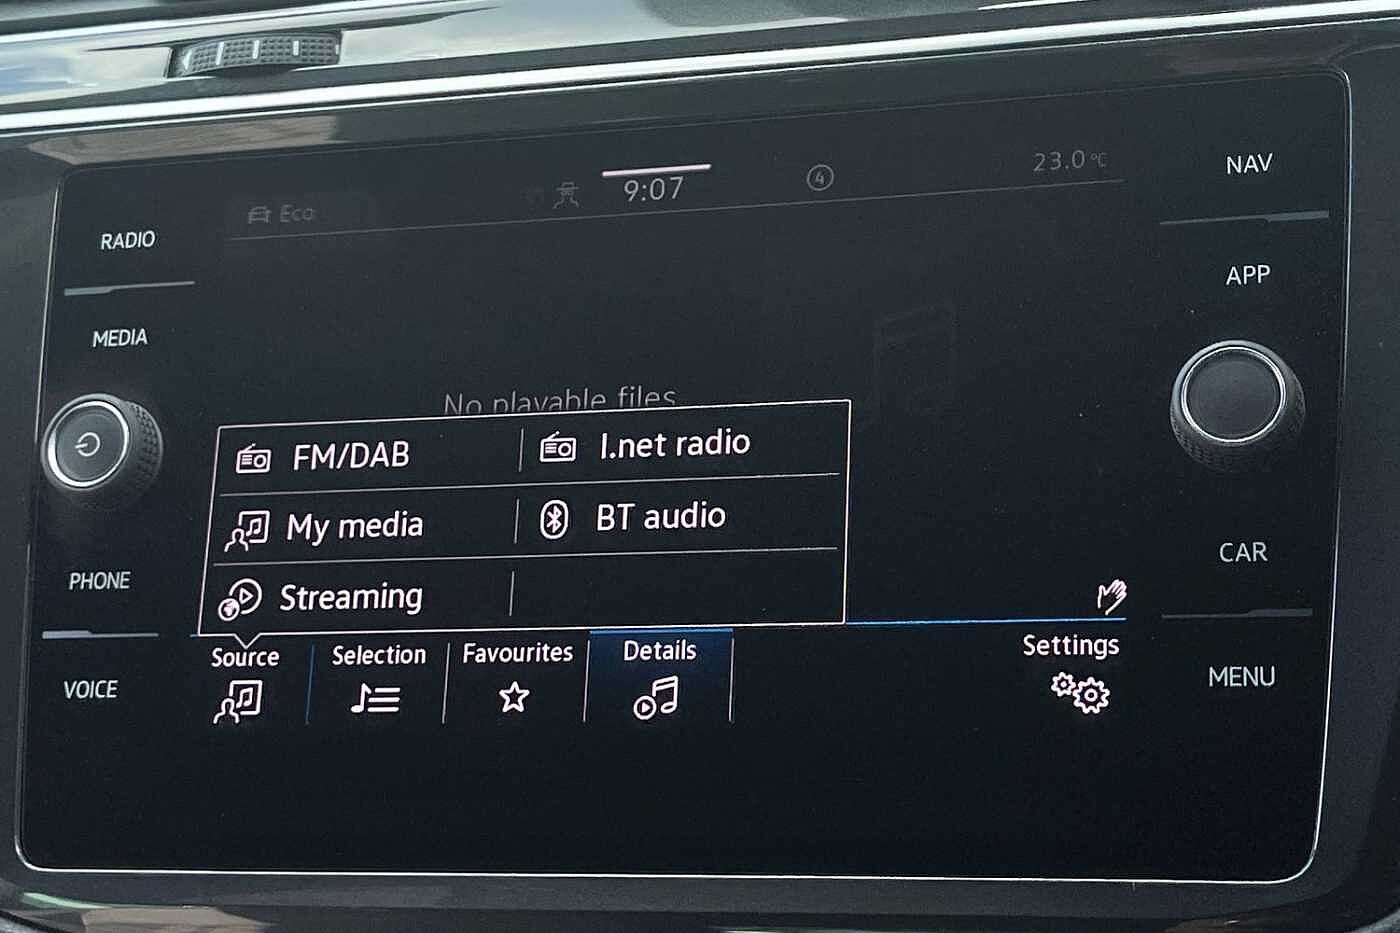 Eco 9:07 4 23.0 °C
NAV
RADIO
APP
MEDIA
No playable files
FM/DAB I.net radio
My media BT audio
Streaming
PHONE
CAR
Source Selection Favourites Details Settings
VOICE
MENU